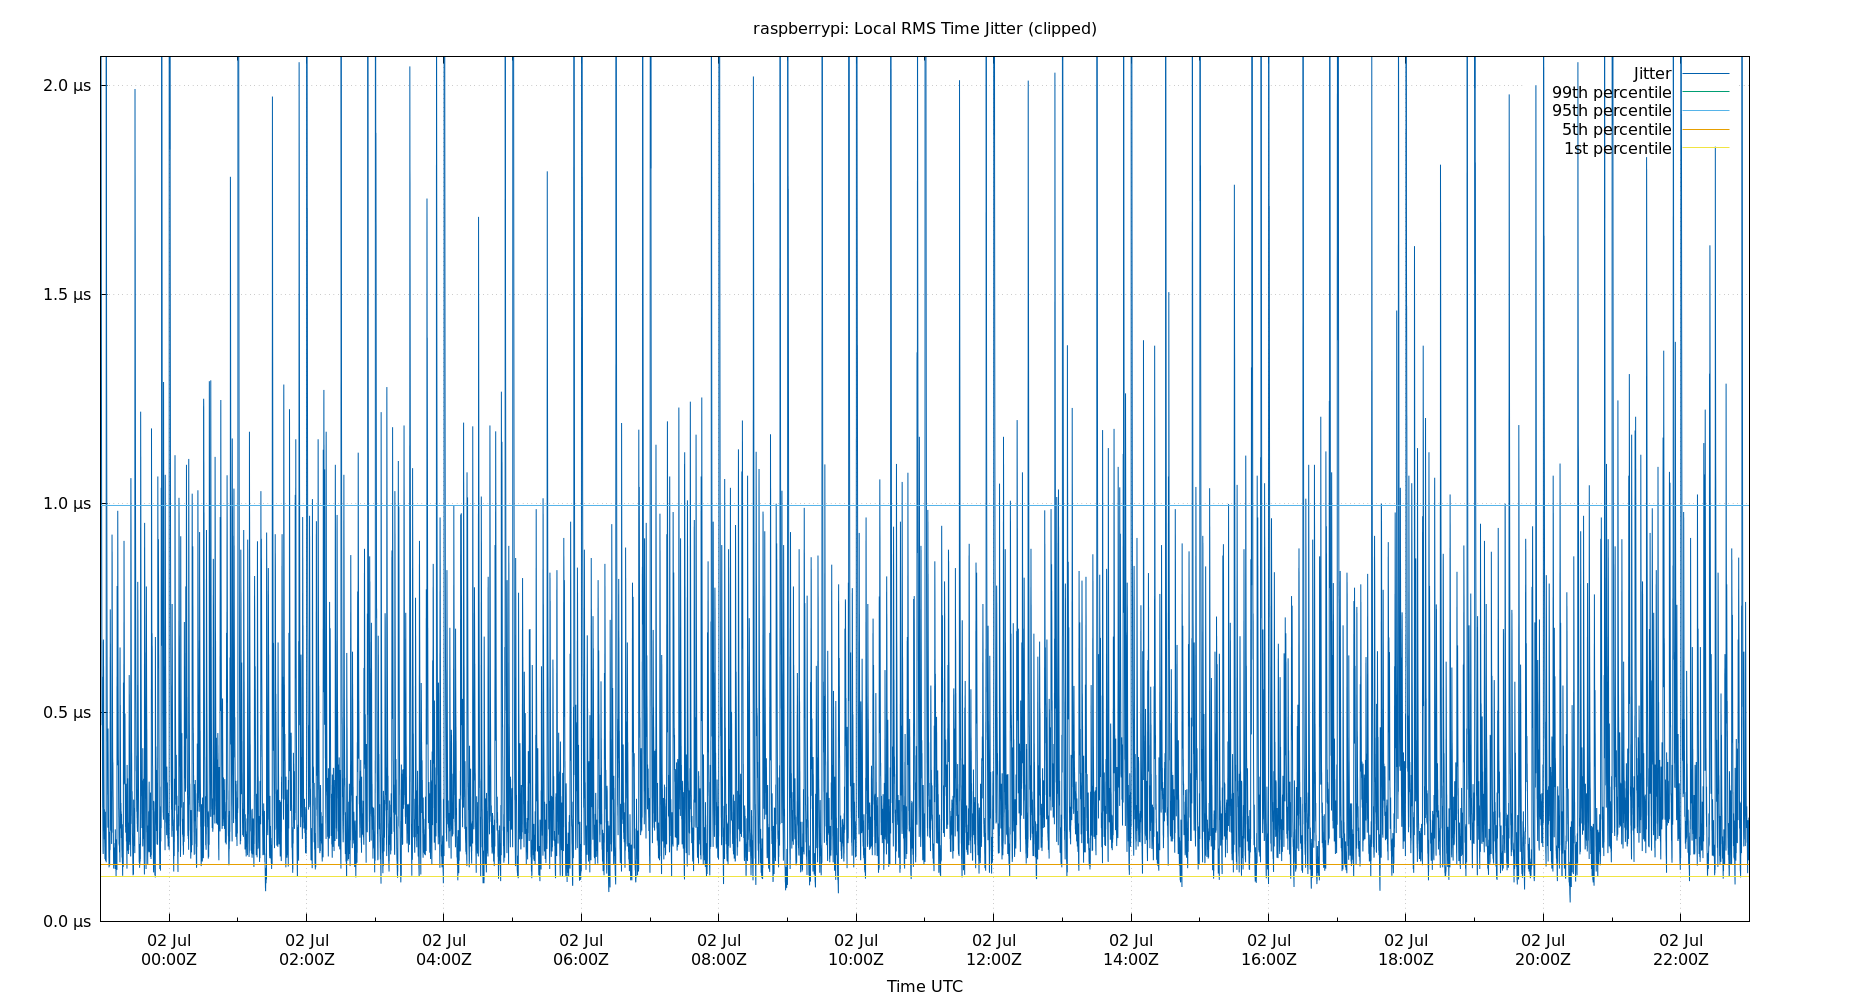 raspberrypi: Local RMS Time Jitter (clipped)
Jitter
99th percentile
95th percentile
5th percentile
1st percentile
2.0 µs
1.5 µs
1.0 µs
0.5 µs
0.0 µs
02 Jul 02 Jul 02 Jul 02 Jul 02 Jul 02 Jul 02 Jul 02 Jul 02 Jul 02 Jul 02 Jul 02 Jul
00:00Z 02:00Z 04:00Z 06:00Z 08:00Z 10:00Z 12:00Z 14:00Z 16:00Z 18:00Z 20:00Z 22:00Z
Time UTC